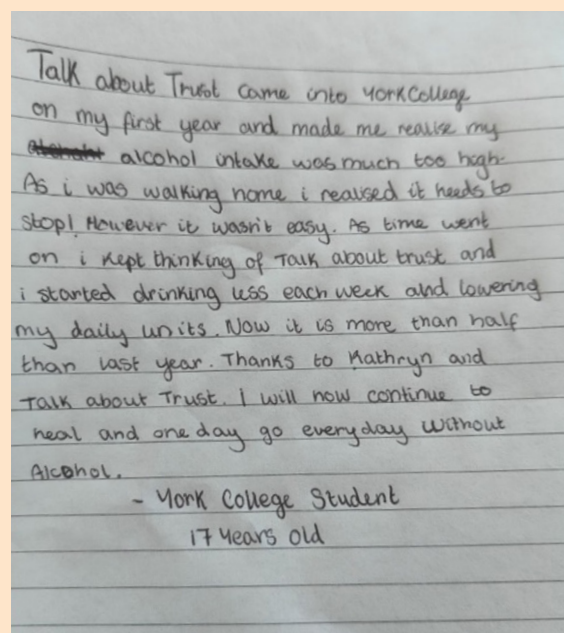 Talk about Trust came into York College
on my first year and made me realise my
alcohol intake was much too high.
As i was walking home i realised it needs to
stop! However it wasn't easy. As time went
on i kept thinking of Talk about trust and
i started drinking less each week and lowering
my daily units. Now it is more than half
than last year. Thanks to Kathryn and
Talk about Trust. I will now continue to
heal and one day go everyday without
Alcohol.
- York College Student
17 Years Old